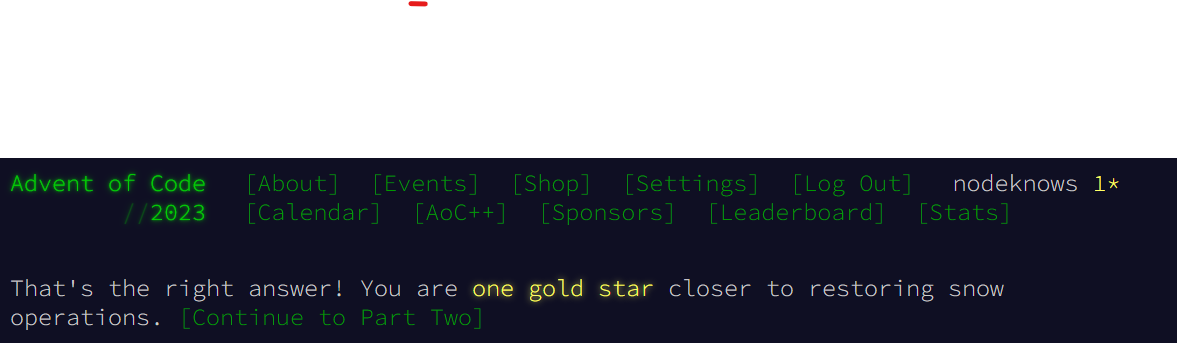 Advent of Code [About] [Events] [Shop] [Settings] [Log Out] nodeknows 1*
//2023 [Calendar] [AoC++] [Sponsors] [Leaderboard] [Stats]
That's the right answer! You are one gold star closer to restoring snow
operations. [Continue to Part Two]